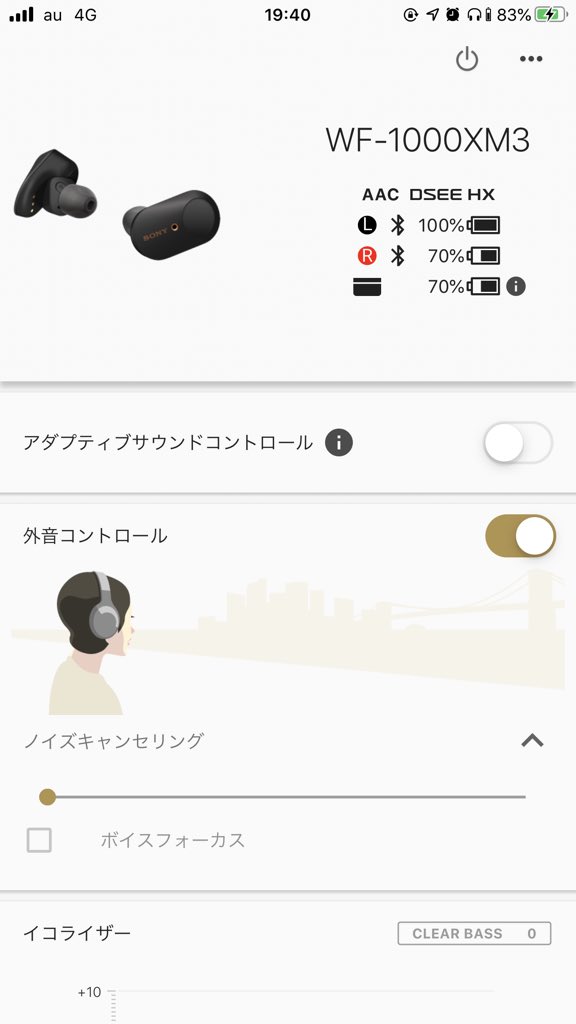 au 4G 19:40 83%
WF-1000XM3
SONY
AAC DSEE HX
L 100%
R 70%
70% i
アダプティブサウンドコントロール i
外音コントロール
ノイズキャンセリング
ボイスフォーカス
イコライザー CLEAR BASS 0
+10